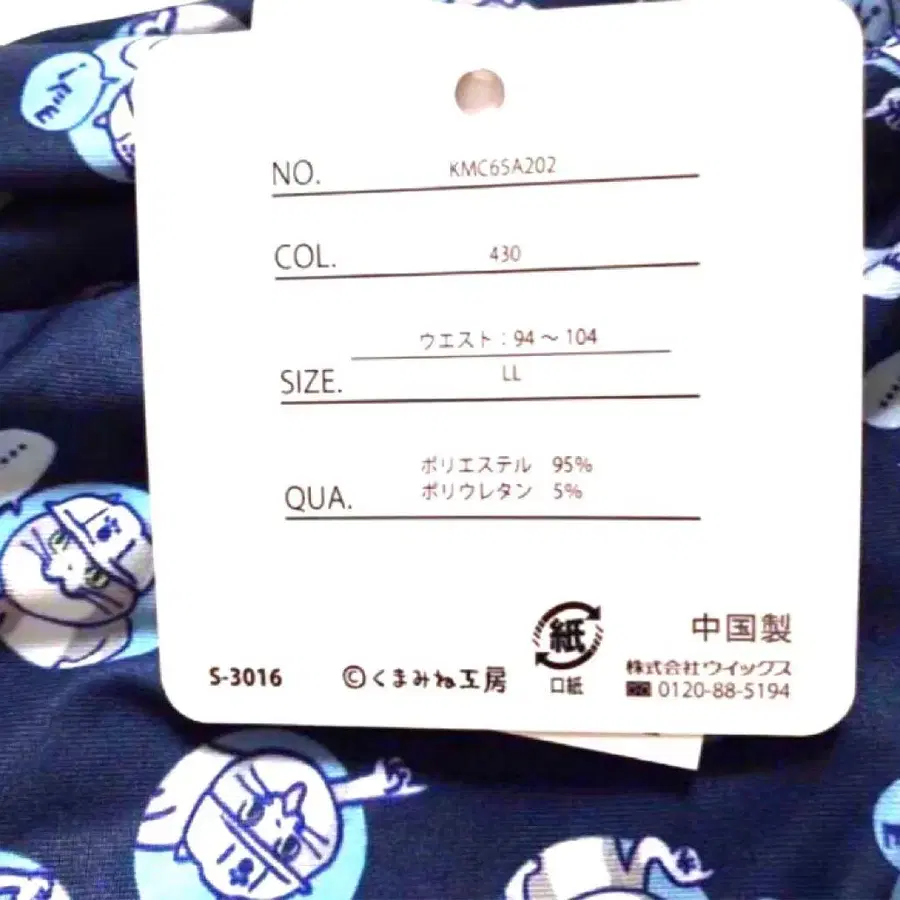 NO. KMC65A202
COL. 430
ウエスト：94～104
SIZE. LL
ポリエステル 95%
QUA. ポリウレタン 5%
紙
口紙
中国製
S-3016
©くまみね工房
株式会社ウイックス
0120-88-5194